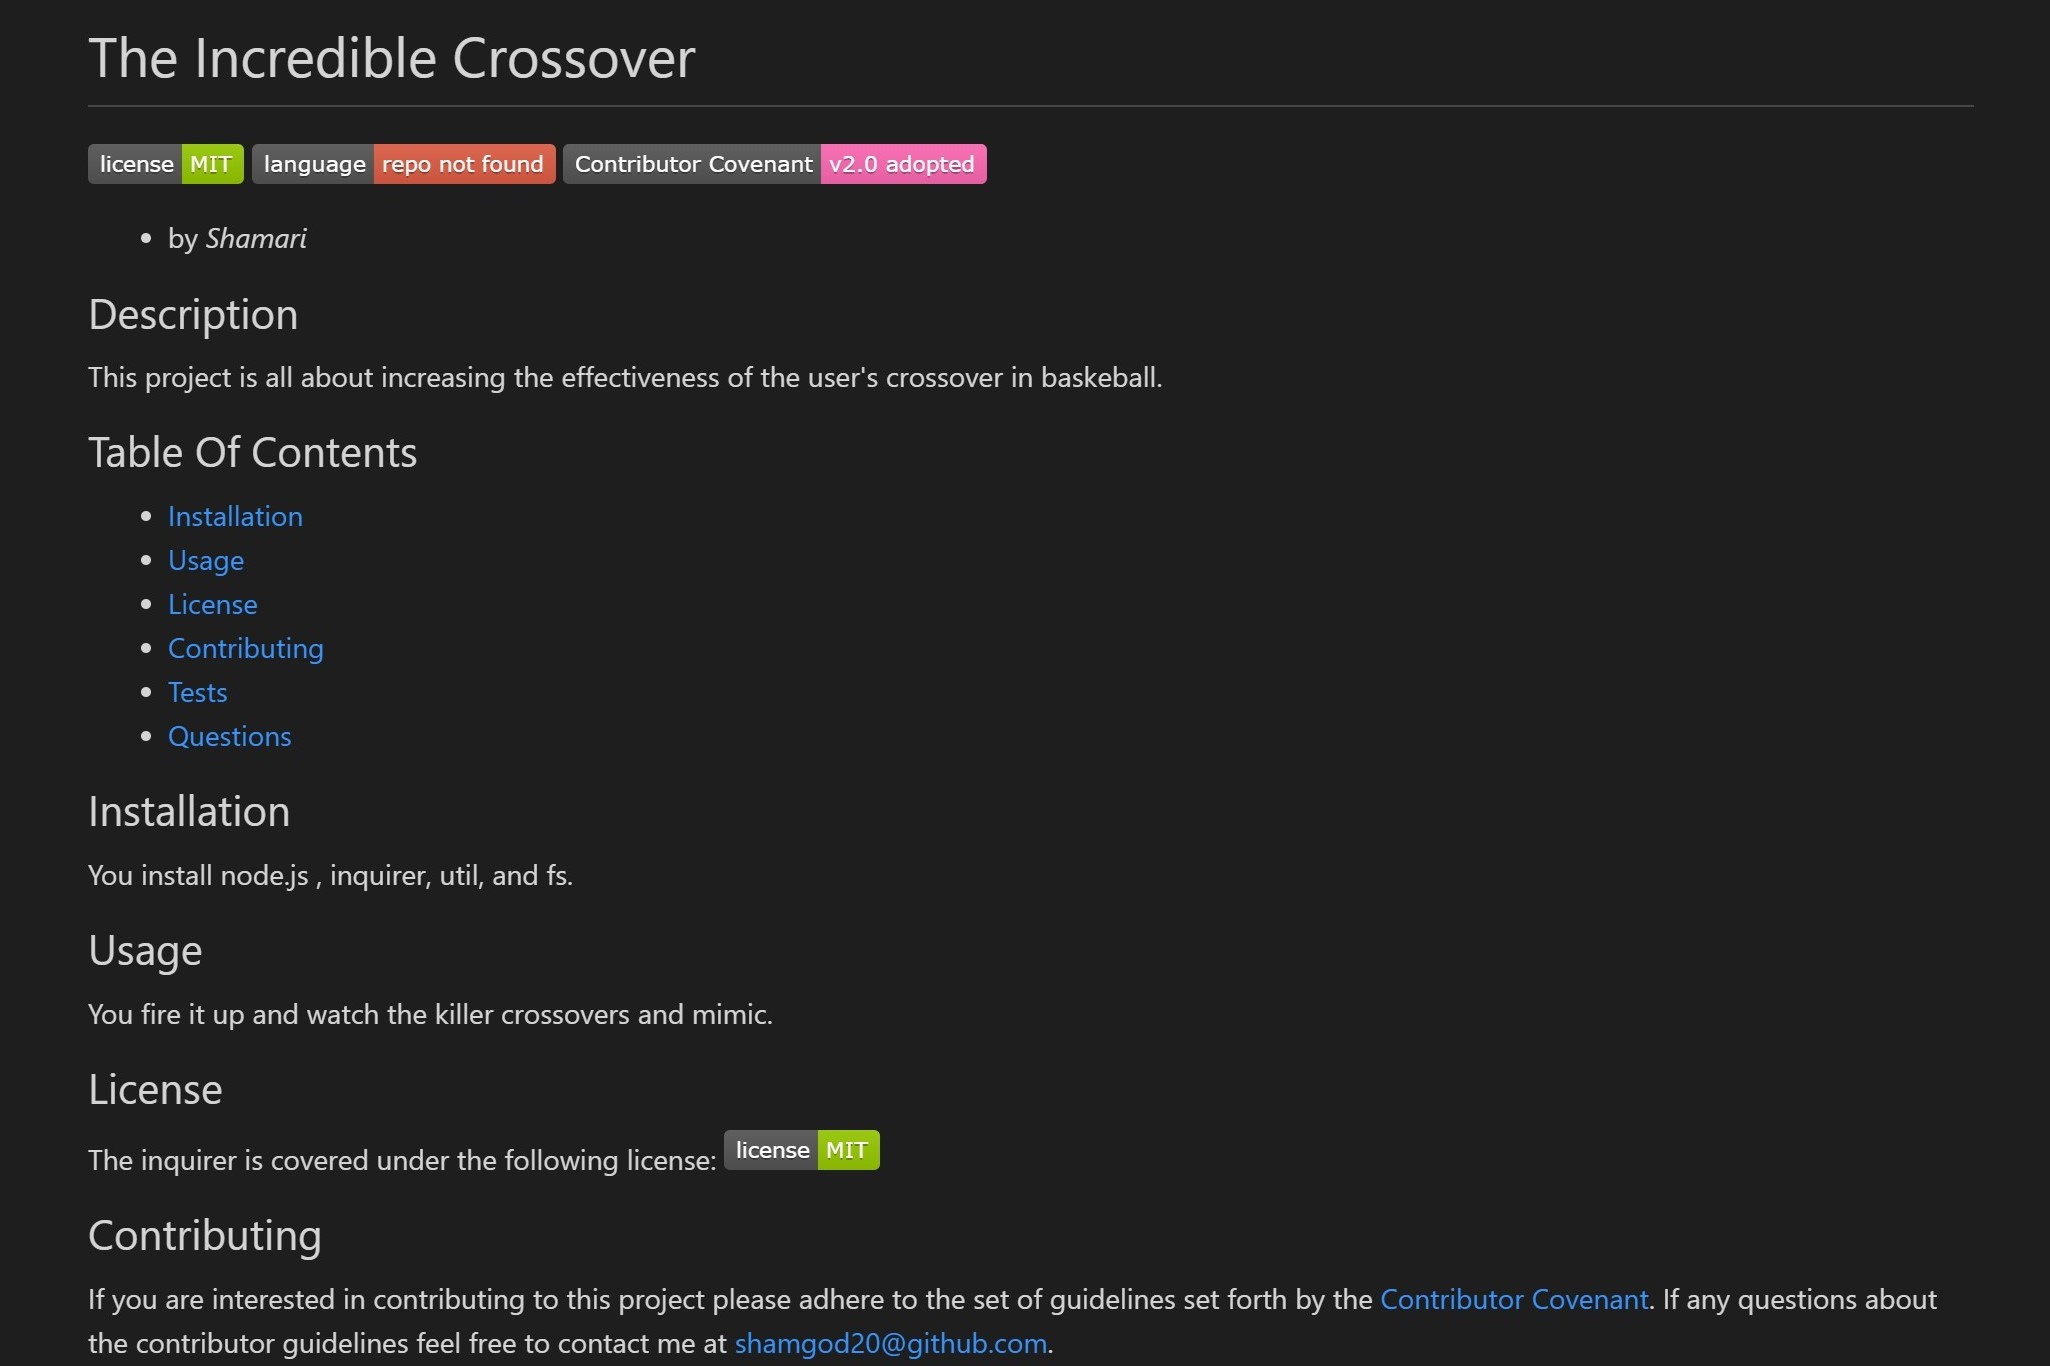 The Incredible Crossover
license MIT language repo not found Contributor Covenant v2.0 adopted
by Shamari
Description
This project is all about increasing the effectiveness of the user's crossover in baskeball.
Table Of Contents
Installation
Usage
License
Contributing
Tests
Questions
Installation
You install node.js , inquirer, util, and fs.
Usage
You fire it up and watch the killer crossovers and mimic.
License
The inquirer is covered under the following license: license MIT
Contributing
If you are interested in contributing to this project please adhere to the set of guidelines set forth by the Contributor Covenant. If any questions about
the contributor guidelines feel free to contact me at shamgod20@github.com.